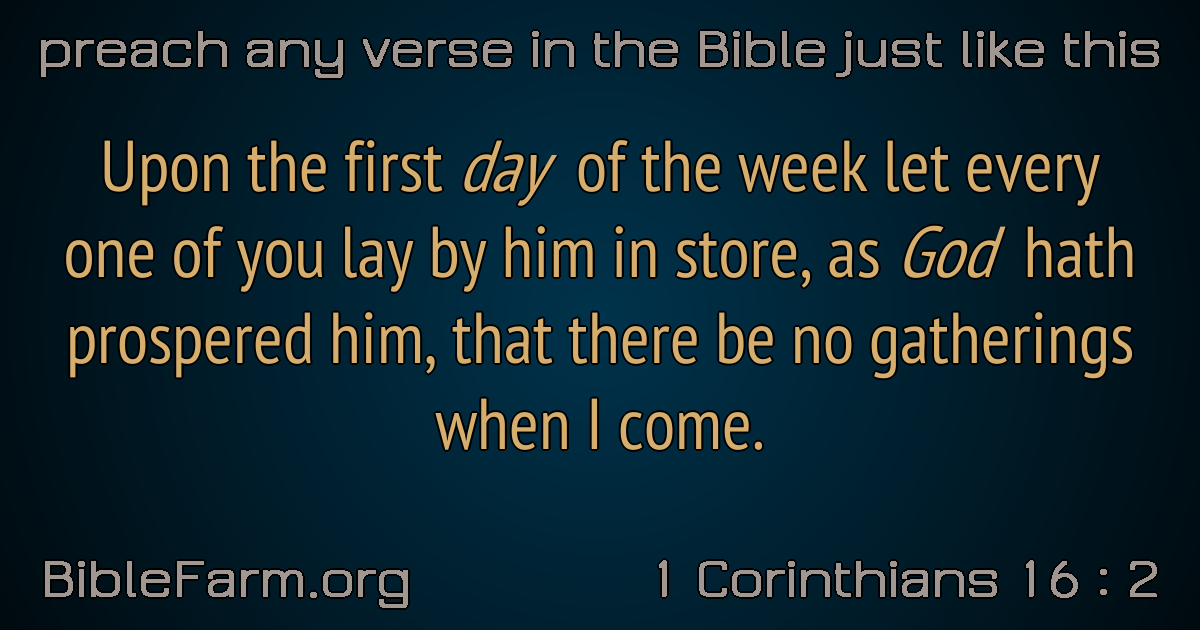 preach any verse in the Bible just like this
Upon the first day of the week let every
one of you lay by him in store, as God hath
prospered him, that there be no gatherings
when I come.
BibleFarm.org
1 Corinthians 16 : 2